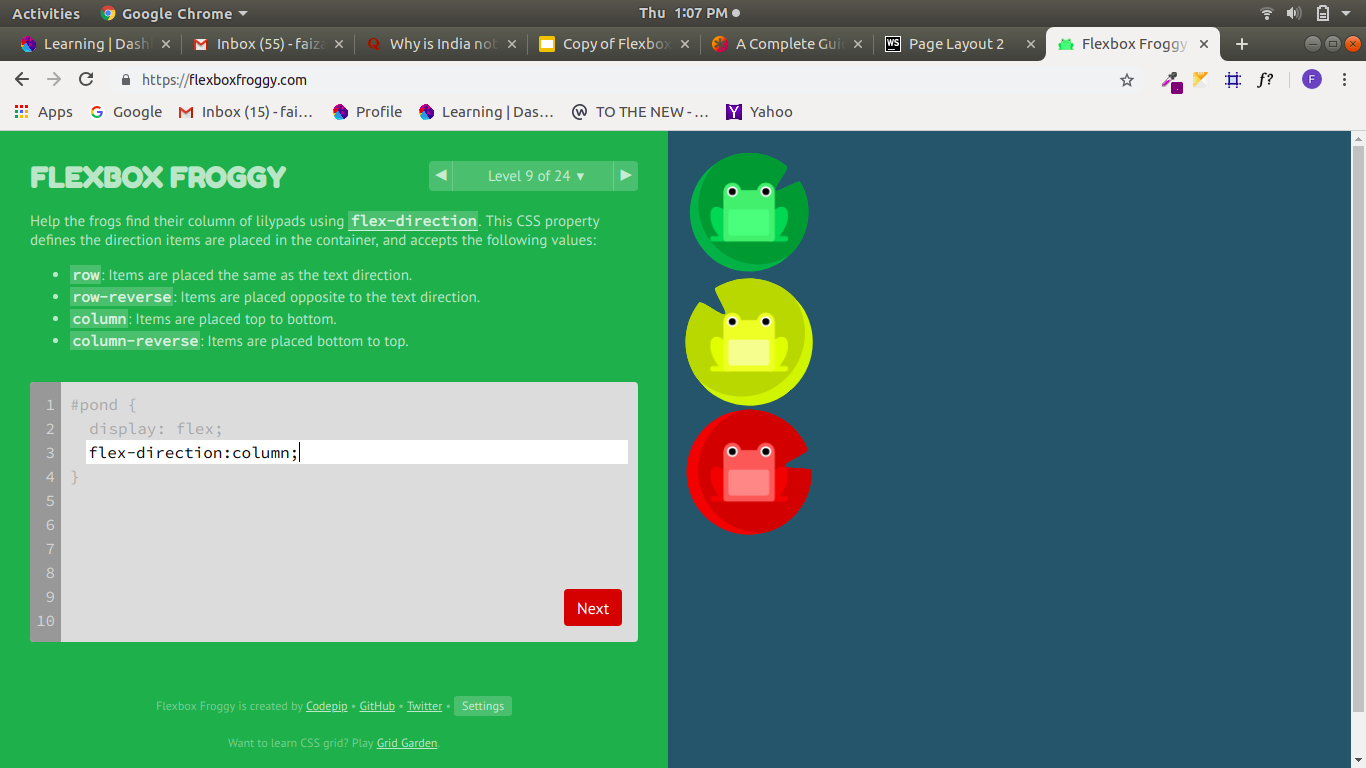 Activities Google Chrome Thu 1:07 PM
Learning | Dash Inbox (55) - faiza Why is India not Copy of Flexbox A Complete Gui WS Page Layout 2 Flexbox Froggy
https://flexboxfroggy.com f? F
Apps Google Inbox (15) - fai... Profile Learning | Das... TO THE NEW - ... Yahoo
FLEXBOX FROGGY
◀ Level 9 of 24 ▾ ▶
Help the frogs find their column of lilypads using flex-direction. This CSS property
defines the direction items are placed in the container, and accepts the following values:
• row: Items are placed the same as the text direction.
• row-reverse: Items are placed opposite to the text direction.
• column: Items are placed top to bottom.
• column-reverse: Items are placed bottom to top.
1 #pond {
2 display: flex;
3 flex-direction:column;
4 }
5
6
7
8
9
10
Next
Flexbox Froggy is created by Codepip • GitHub • Twitter • Settings
Want to learn CSS grid? Play Grid Garden.